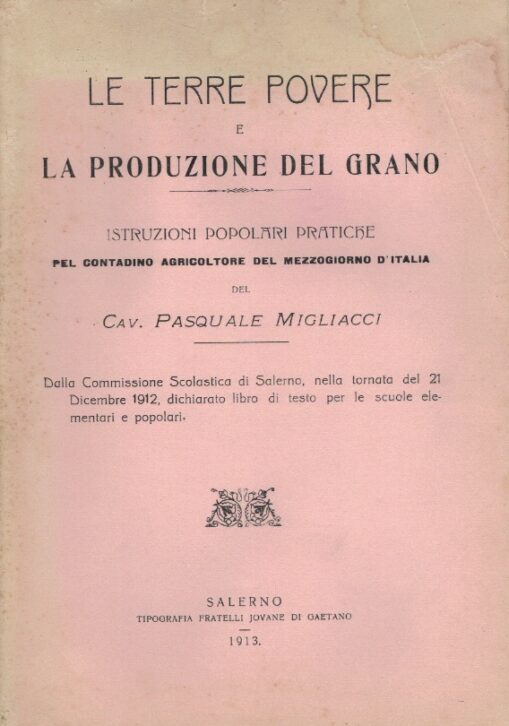 LE TERRE POVERE
E
LA PRODUZIONE DEL GRANO
ISTRUZIONI POPOLARI PRATICHE
PEL CONTADINO AGRICOLTORE DEL MEZZOGIORNO D'ITALIA
DEL
CAV. PASQUALE MIGLIACCI
Dalla Commissione Scolastica di Salerno, nella tornata del 21
Dicembre 1912, dichiarato libro di testo per le scuole ele-
mentari e popolari.
SALERNO
TIPOGRAFIA FRATELLI JOVANE DI GAETANO
1913.